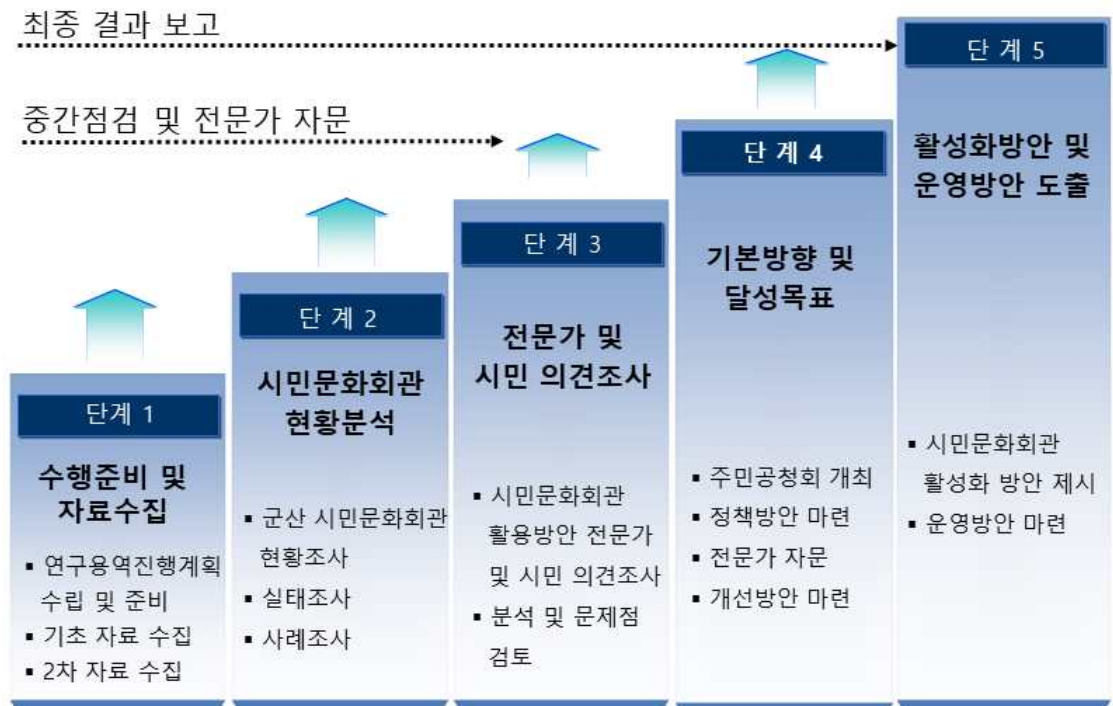 최종 결과 보고
중간점검 및 전문가 자문
단계 1
수행준비 및
자료수집
▪ 연구용역진행계획
수립 및 준비
▪ 기초 자료 수집
▪ 2차 자료 수집
단 계 2
시민문화회관
현황분석
▪ 군산 시민문화회관
현황조사
▪ 실태조사
▪ 사례조사
단 계 3
전문가 및
시민 의견조사
▪ 시민문화회관
활용방안 전문가
및 시민 의견조사
▪ 분석 및 문제점
검토
단 계 4
기본방향 및
달성목표
▪ 주민공청회 개최
▪ 정책방안 마련
▪ 전문가 자문
▪ 개선방안 마련
단 계 5
활성화방안 및
운영방안 도출
▪ 시민문화회관
활성화 방안 제시
▪ 운영방안 마련